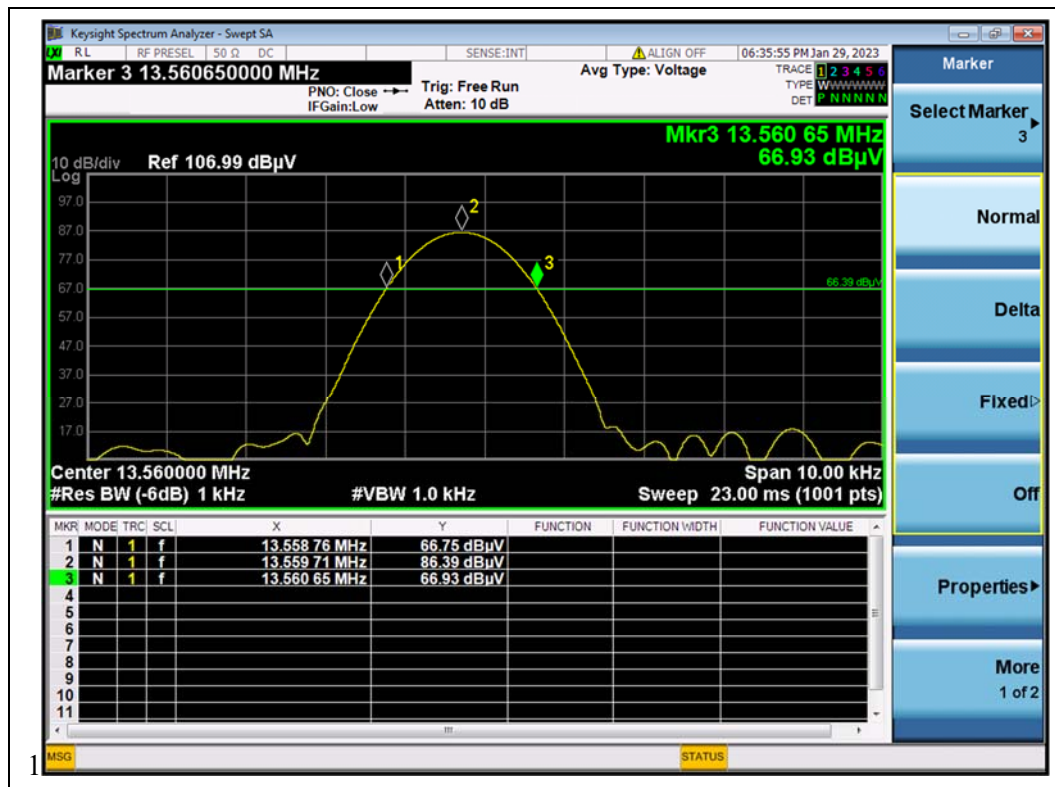 Keysight Spectrum Analyzer - Swept SA
LXI RL RF PRESEL 50 Ω DC SENSE:INT ALIGN OFF 06:35:55 PM Jan 29, 2023
Marker 3 13.560650000 MHz
PNO: Close
IFGain:Low
Trig: Free Run
Atten: 10 dB
Avg Type: Voltage
TRACE 1 2 3 4 5 6
TYPE WWWWWW
DET P N N N N N
Mkr3 13.560 65 MHz
66.93 dBµV
10 dB/div Ref 106.99 dBµV
Log
97.0
87.0
77.0
67.0
57.0
47.0
37.0
27.0
17.0
1
2
3
66.39 dBµV
Center 13.560000 MHz Span 10.00 kHz
#Res BW (-6dB) 1 kHz #VBW 1.0 kHz Sweep 23.00 ms (1001 pts)
MKR MODE TRC SCL X Y FUNCTION FUNCTION WIDTH FUNCTION VALUE
1 N 1 f 13.558 76 MHz 66.75 dBµV
2 N 1 f 13.559 71 MHz 86.39 dBµV
3 N 1 f 13.560 65 MHz 66.93 dBµV
4
5
6
7
8
9
10
11
MSG STATUS
Marker
Select Marker
3
Normal
Delta
Fixed
Off
Properties
More
1 of 2
1